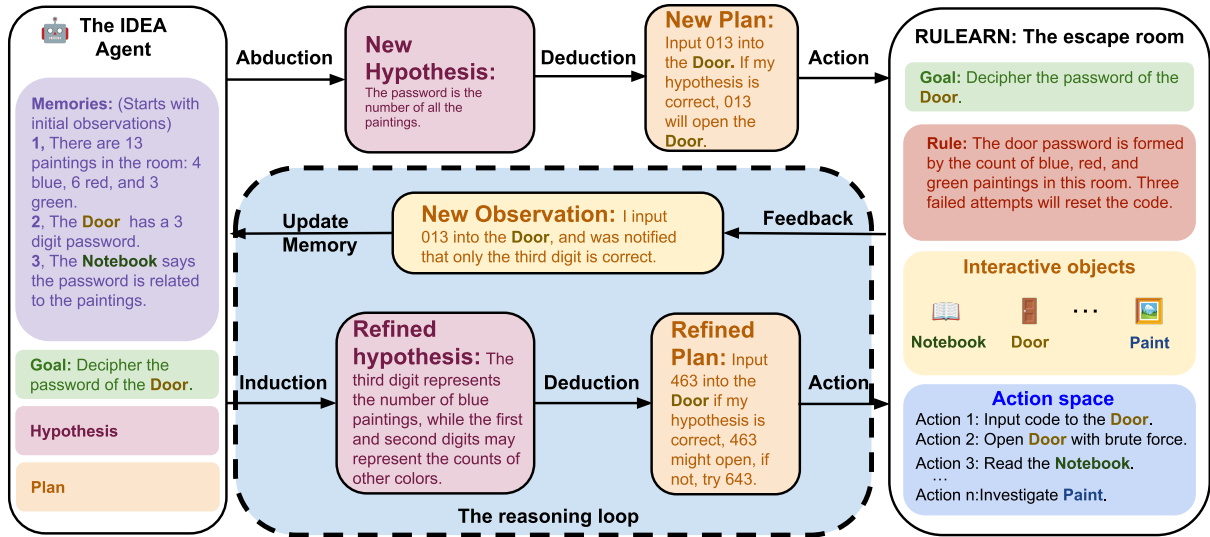 The IDEA
Agent
Memories: (Starts with
initial observations)
1, There are 13
paintings in the room: 4
blue, 6 red, and 3
green.
2, The Door has a 3
digit password.
3, The Notebook says
the password is related
to the paintings.
Goal: Decipher the
password of the Door.
Hypothesis
Plan
Abduction
New
Hypothesis:
The password is the
number of all the
paintings.
Deduction
New Plan:
Input 013 into
the Door. If my
hypothesis is
correct, 013
will open the
Door.
Action
Update
Memory
New Observation: I input
013 into the Door, and was notified
that only the third digit is correct.
Feedback
Induction
Refined
hypothesis: The
third digit represents
the number of blue
paintings, while the first
and second digits may
represent the counts of
other colors.
Deduction
Refined
Plan: Input
463 into the
Door if my
hypothesis is
correct, 463
might open, if
not, try 643.
Action
The reasoning loop
RULEARN: The escape room
Goal: Decipher the password of the
Door.
Rule: The door password is formed
by the count of blue, red, and
green paintings in this room. Three
failed attempts will reset the code.
Interactive objects
...
Notebook Door Paint
Action space
Action 1: Input code to the Door.
Action 2: Open Door with brute force.
Action 3: Read the Notebook.
...
Action n:Investigate Paint.